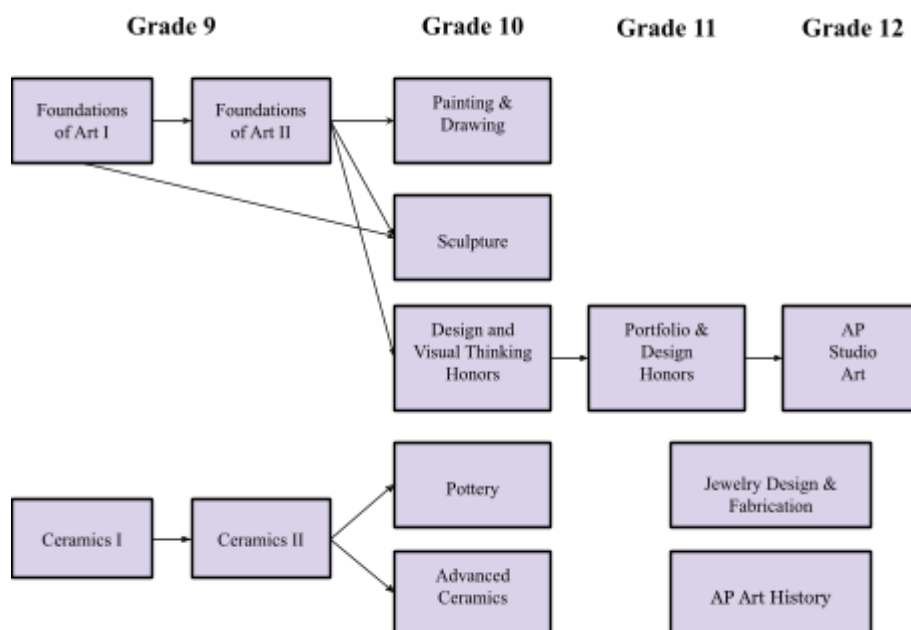 Grade 9
Grade 10
Grade 11
Grade 12
Foundations
of Art I
Foundations
of Art II
Painting &
Drawing
Sculpture
Design and
Visual Thinking
Honors
Portfolio &
Design
Honors
AP
Studio
Art
Pottery
Jewelry Design &
Fabrication
Ceramics I
Ceramics II
Advanced
Ceramics
AP Art History